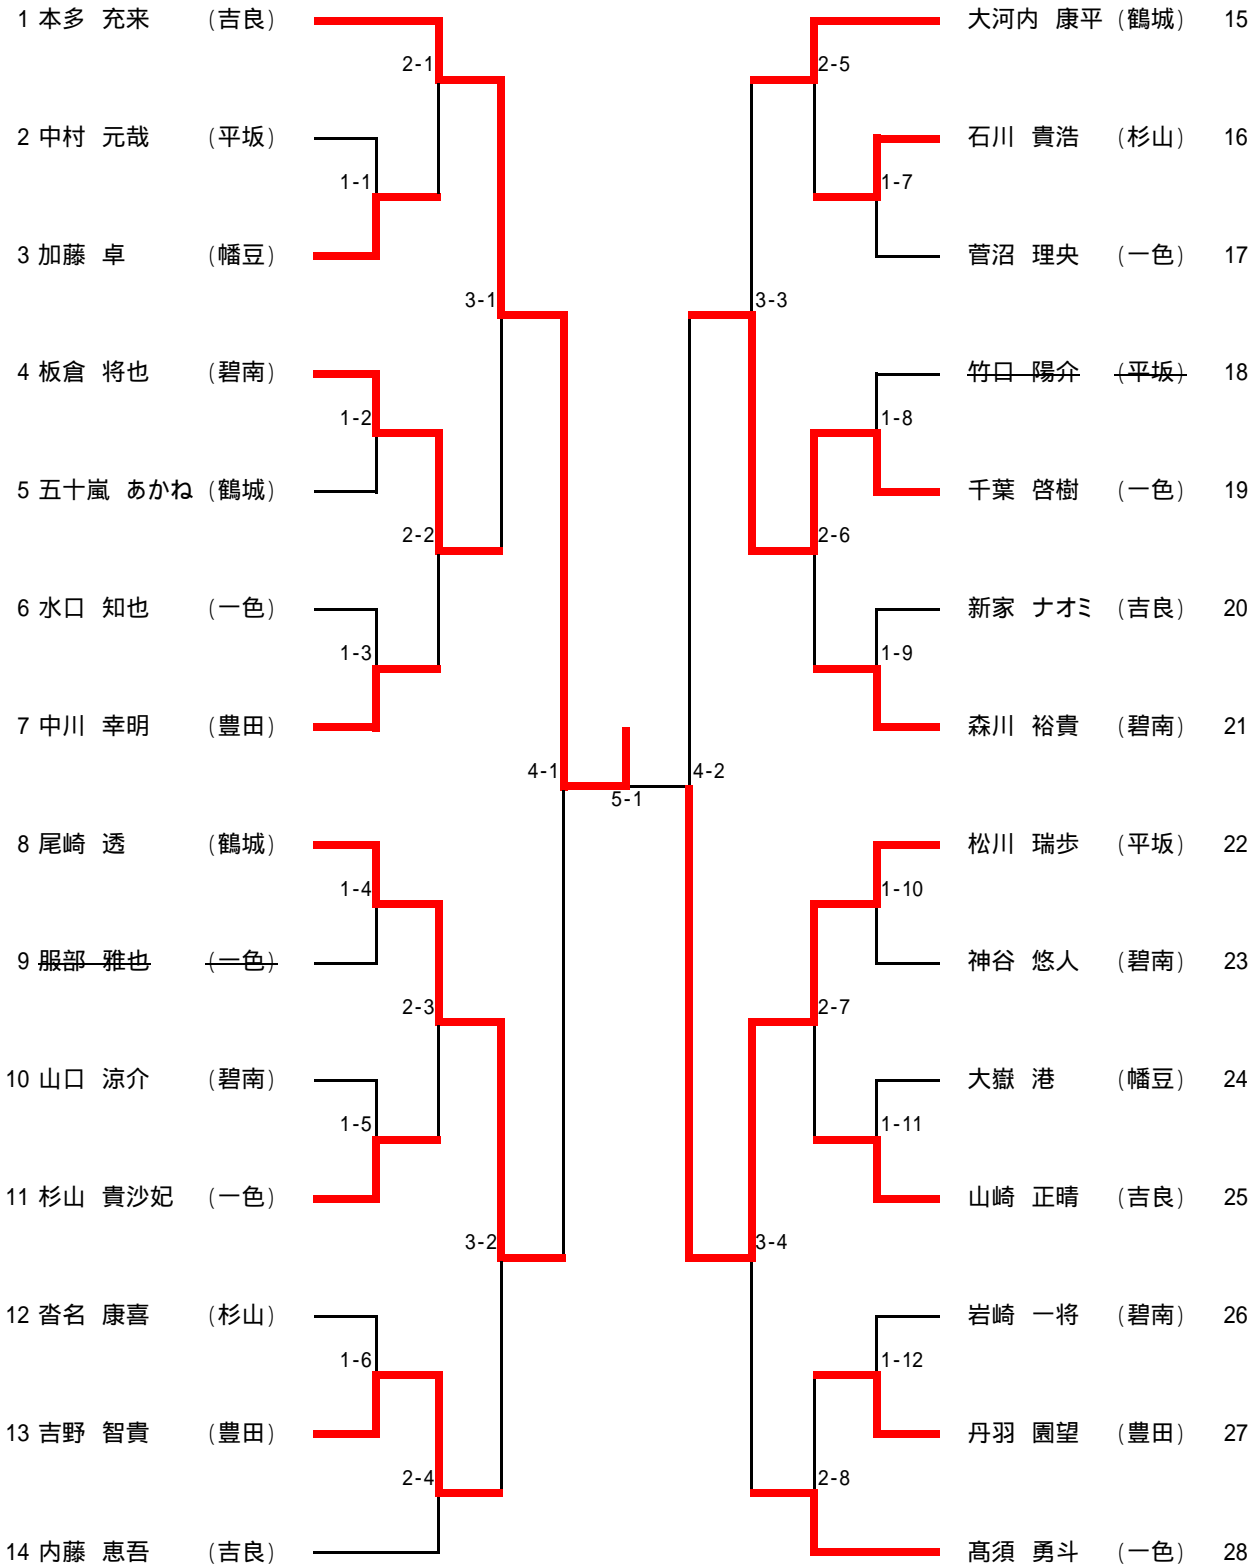 1 本多 充来 (吉良)
2-1
2 中村 元哉 (平坂)
1-1
3 加藤 卓 (幡豆)
3-1
4 板倉 将也 (碧南)
1-2
5 五十嵐 あかね (鶴城)
2-2
6 水口 知也 (一色)
1-3
7 中川 幸明 (豊田)
4-1
5-1
8 尾崎 透 (鶴城)
1-4
9 服部 雅也 (一色)
2-3
10 山口 涼介 (碧南)
1-5
11 杉山 貴沙妃 (一色)
3-2
12 沓名 康喜 (杉山)
1-6
13 吉野 智貴 (豊田)
2-4
14 内藤 恵吾 (吉良)
大河内 康平 (鶴城) 15
2-5
石川 貴浩 (杉山) 16
1-7
菅沼 理央 (一色) 17
3-3
竹口 陽介 (平坂) 18
1-8
千葉 啓樹 (一色) 19
2-6
新家 ナオミ (吉良) 20
1-9
森川 裕貴 (碧南) 21
4-2
松川 瑞歩 (平坂) 22
1-10
神谷 悠人 (碧南) 23
2-7
大嶽 港 (幡豆) 24
1-11
山崎 正晴 (吉良) 25
3-4
岩崎 一将 (碧南) 26
1-12
丹羽 園望 (豊田) 27
2-8
髙須 勇斗 (一色) 28